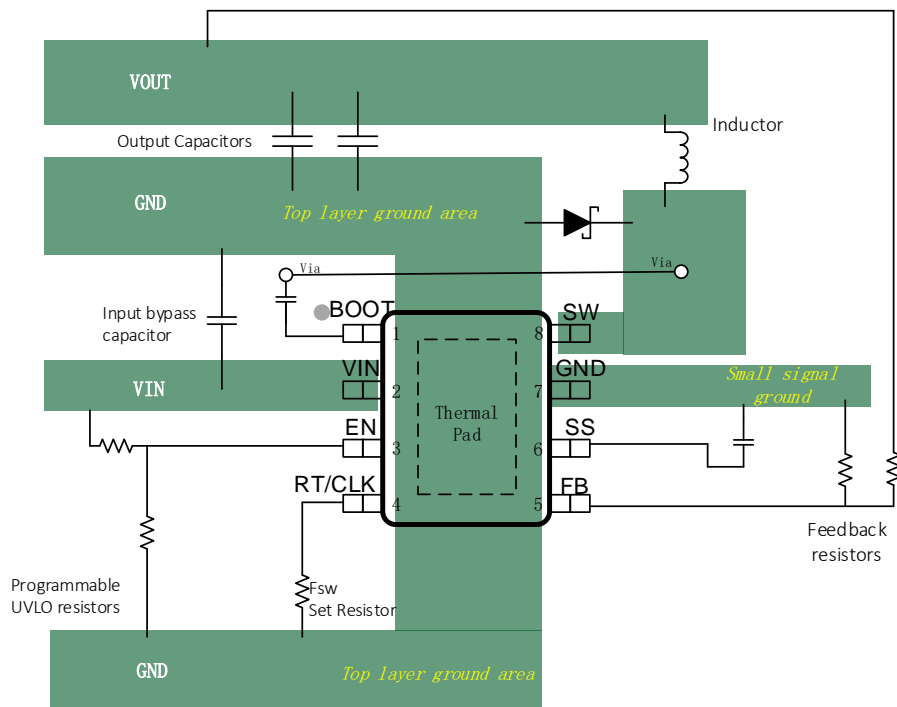 VOUT
Output Capacitors
Inductor
GND
Top layer ground area
Via
Via
Input bypass
capacitor
BOOT
1
8
SW
VIN
VIN
2
7
GND
Small signal
ground
Thermal
Pad
EN
3
6
SS
RT/CLK
4
5
FB
Feedback
resistors
Programmable
UVLO resistors
Fsw
Set Resistor
GND
Top layer ground area